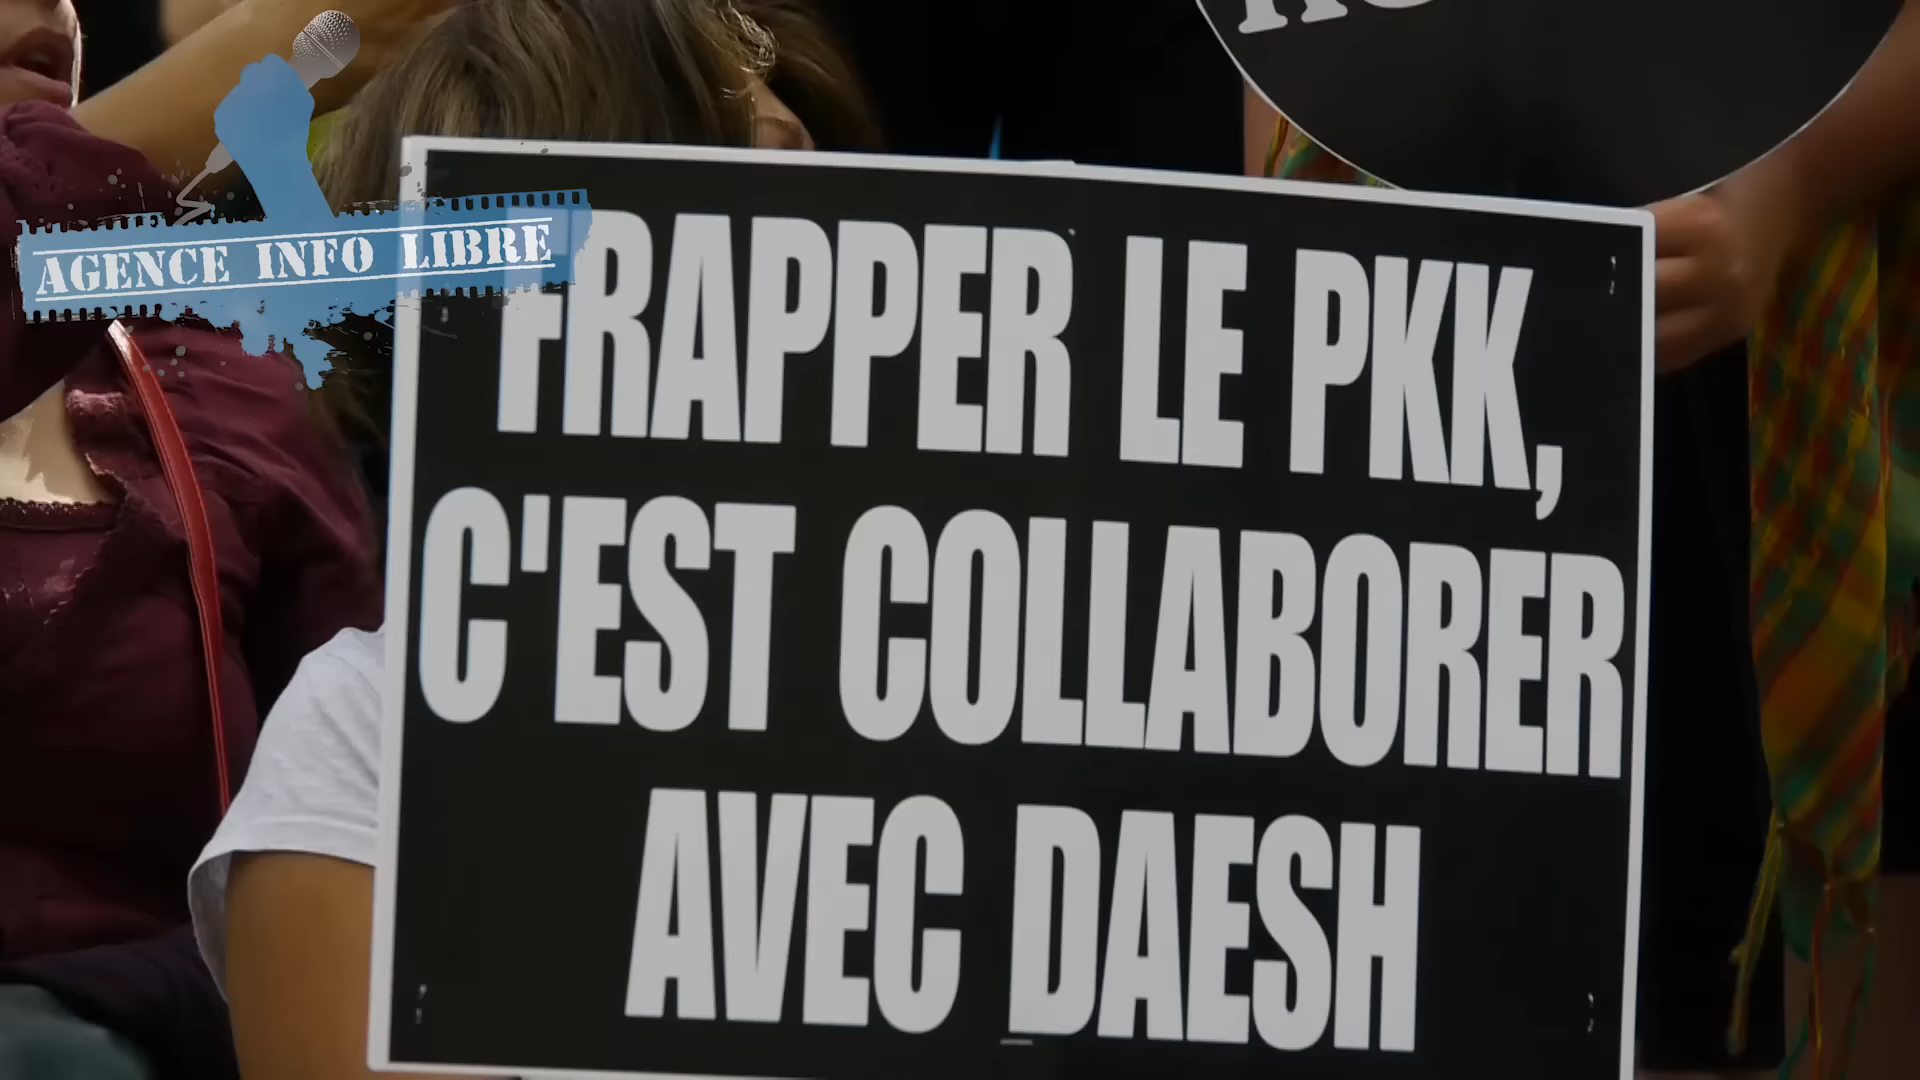 AGENCE INFO LIBRE
FRAPPER LE PKK,
C'EST COLLABORER
AVEC DAESH